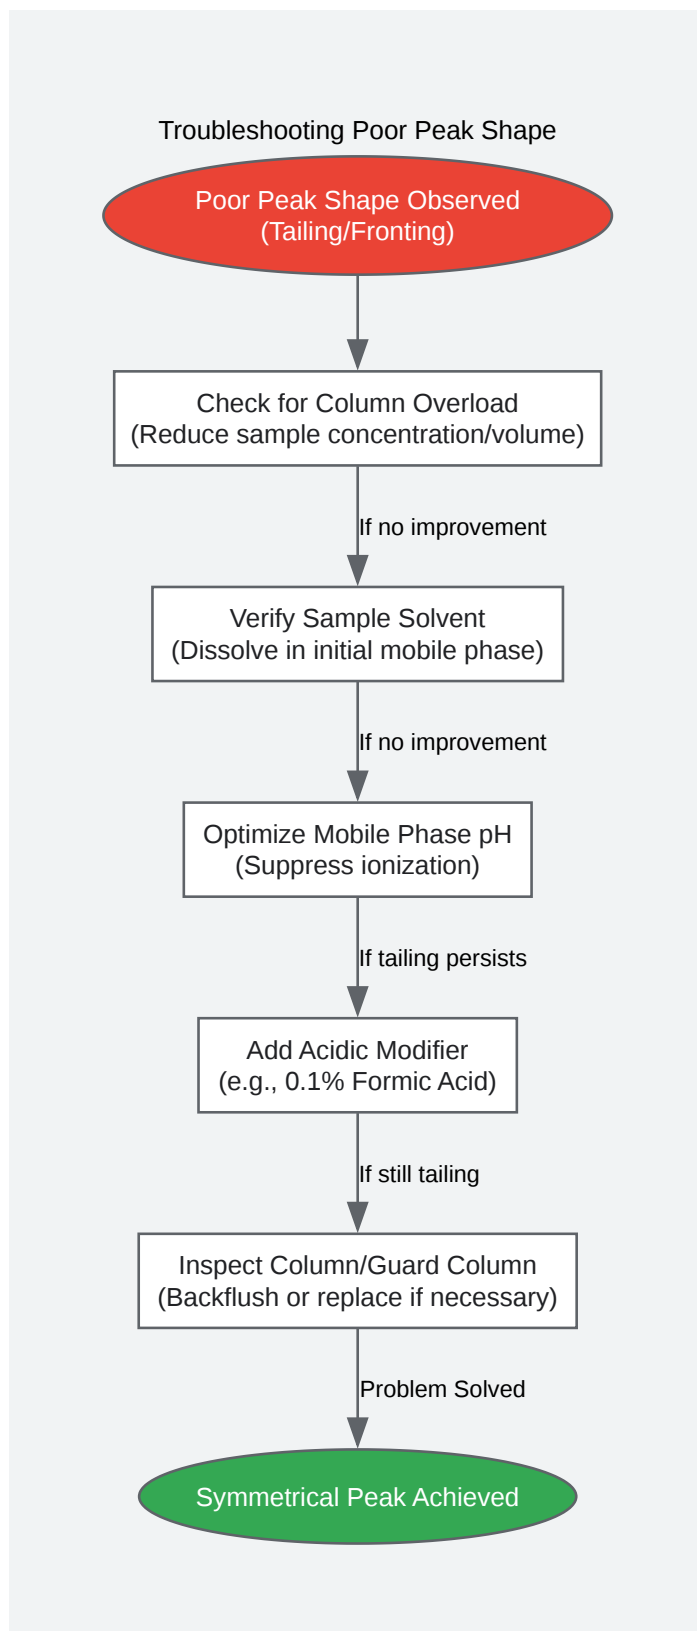 Troubleshooting Poor Peak Shape
Poor Peak Shape Observed
(Tailing/Fronting)
Check for Column Overload
(Reduce sample concentration/volume)
If no improvement
Verify Sample Solvent
(Dissolve in initial mobile phase)
If no improvement
Optimize Mobile Phase pH
(Suppress ionization)
If tailing persists
Add Acidic Modifier
(e.g., 0.1% Formic Acid)
If still tailing
Inspect Column/Guard Column
(Backflush or replace if necessary)
Problem Solved
Symmetrical Peak Achieved